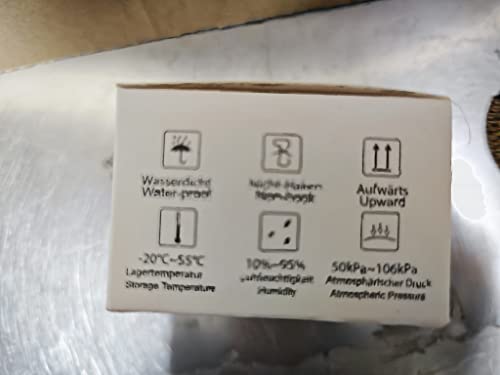 Wasserdicht
Water-proof
Aufwärts
Upward
-20°C~55°C
Lagertemperatur
Storage Temperature
10%~95%
Luftfeuchtigkeit
Humidity
50kPa~106kPa
Atmosphärischer Druck
Atmospheric Pressure